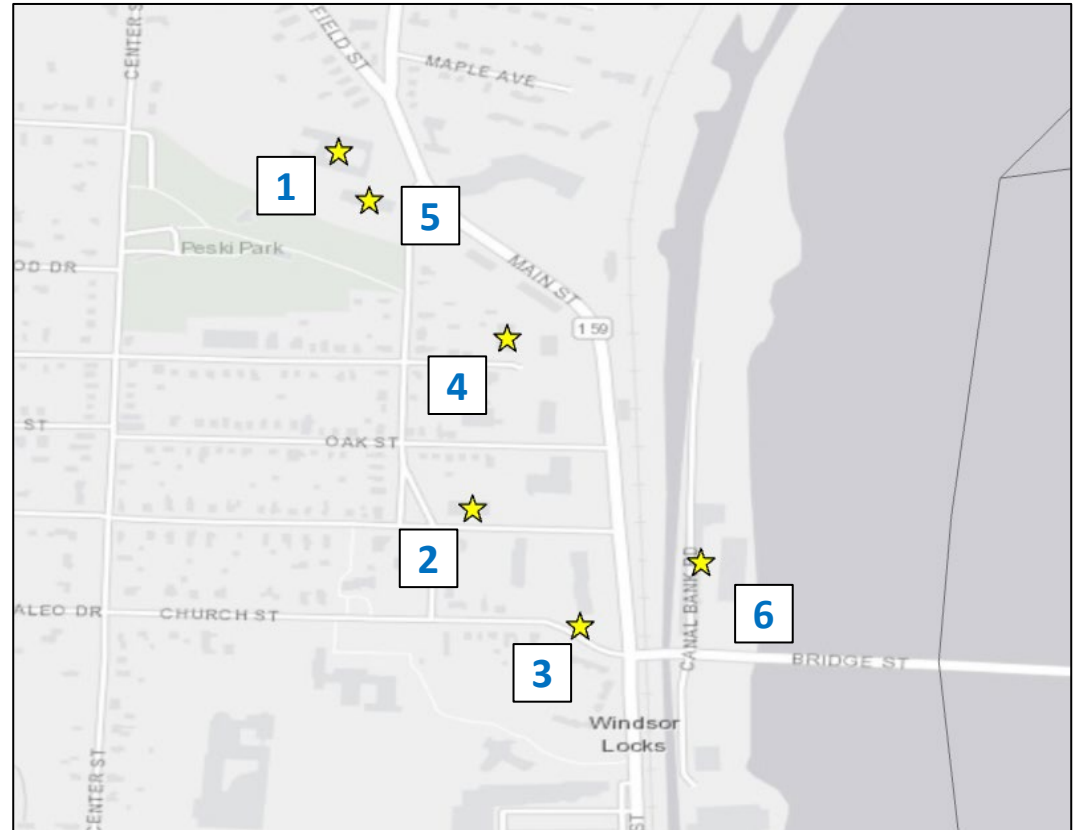 CENTER S
FIELD ST
MAPLE AVE
1
5
Peski Park
OD DR
MAIN ST
159
4
ST
OAK ST
2
CANAL BANK RD
6
ALEO DR
CHURCH ST
3
BRIDGE ST
Windsor
Locks
CENTER ST
ST